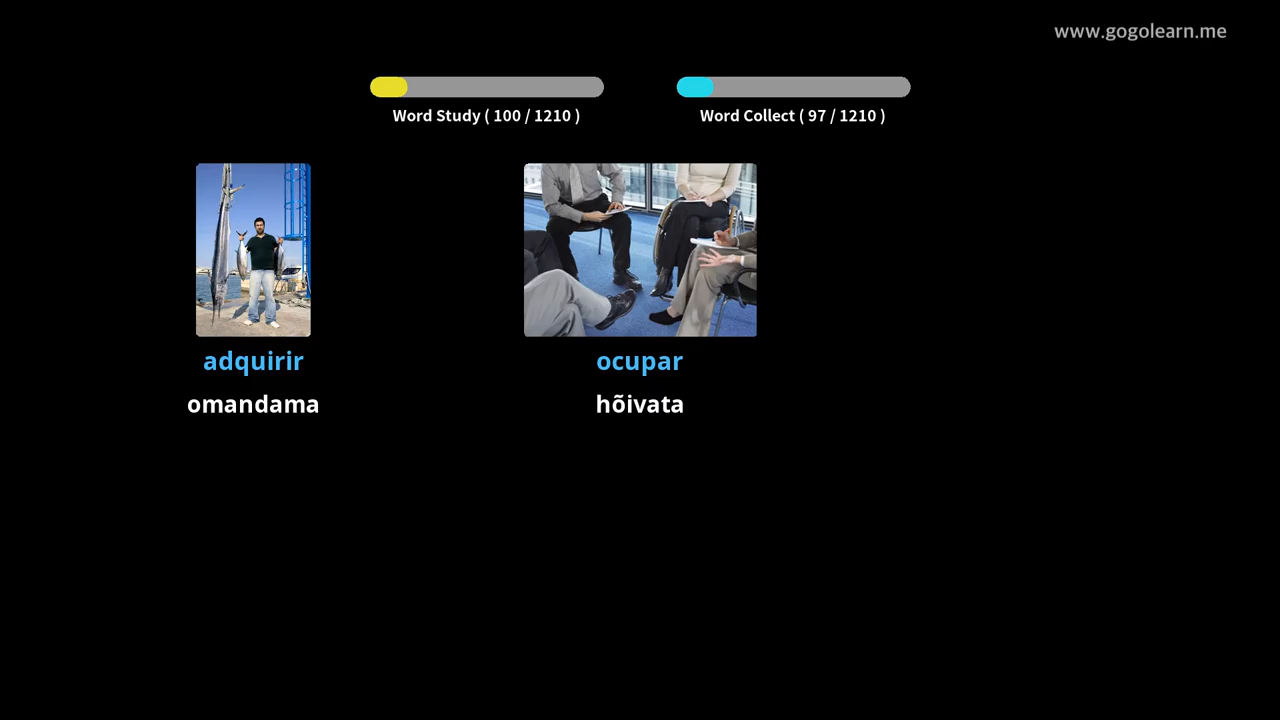 www.gogolearn.me
Word Study ( 100 / 1210 )
Word Collect ( 97 / 1210 )
adquirir
omandama
ocupar
hõivata